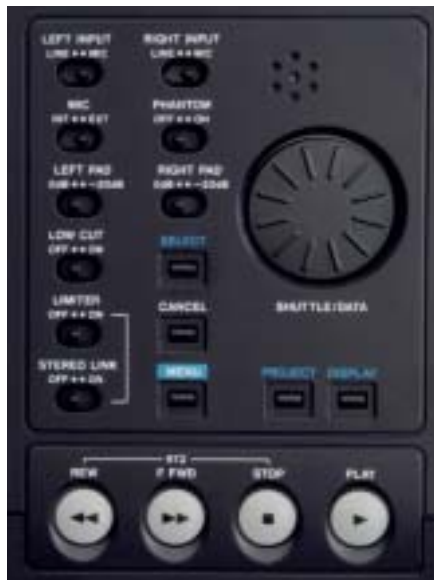 LEFT INPUT RIGHT INPUT
LINE↔MIC LINE↔MIC
MIC PHANTOM
INT↔EXT OFF↔ON
LEFT PAD RIGHT PAD
0dB↔-20dB 0dB↔-20dB
LOW CUT
OFF↔ON
SELECT
LIMITER CANCEL SHUTTLE/DATA
OFF↔ON
STEREO LINK MENU PROJECT DISPLAY
OFF↔ON
RTZ
REW F FWD STOP PLAY